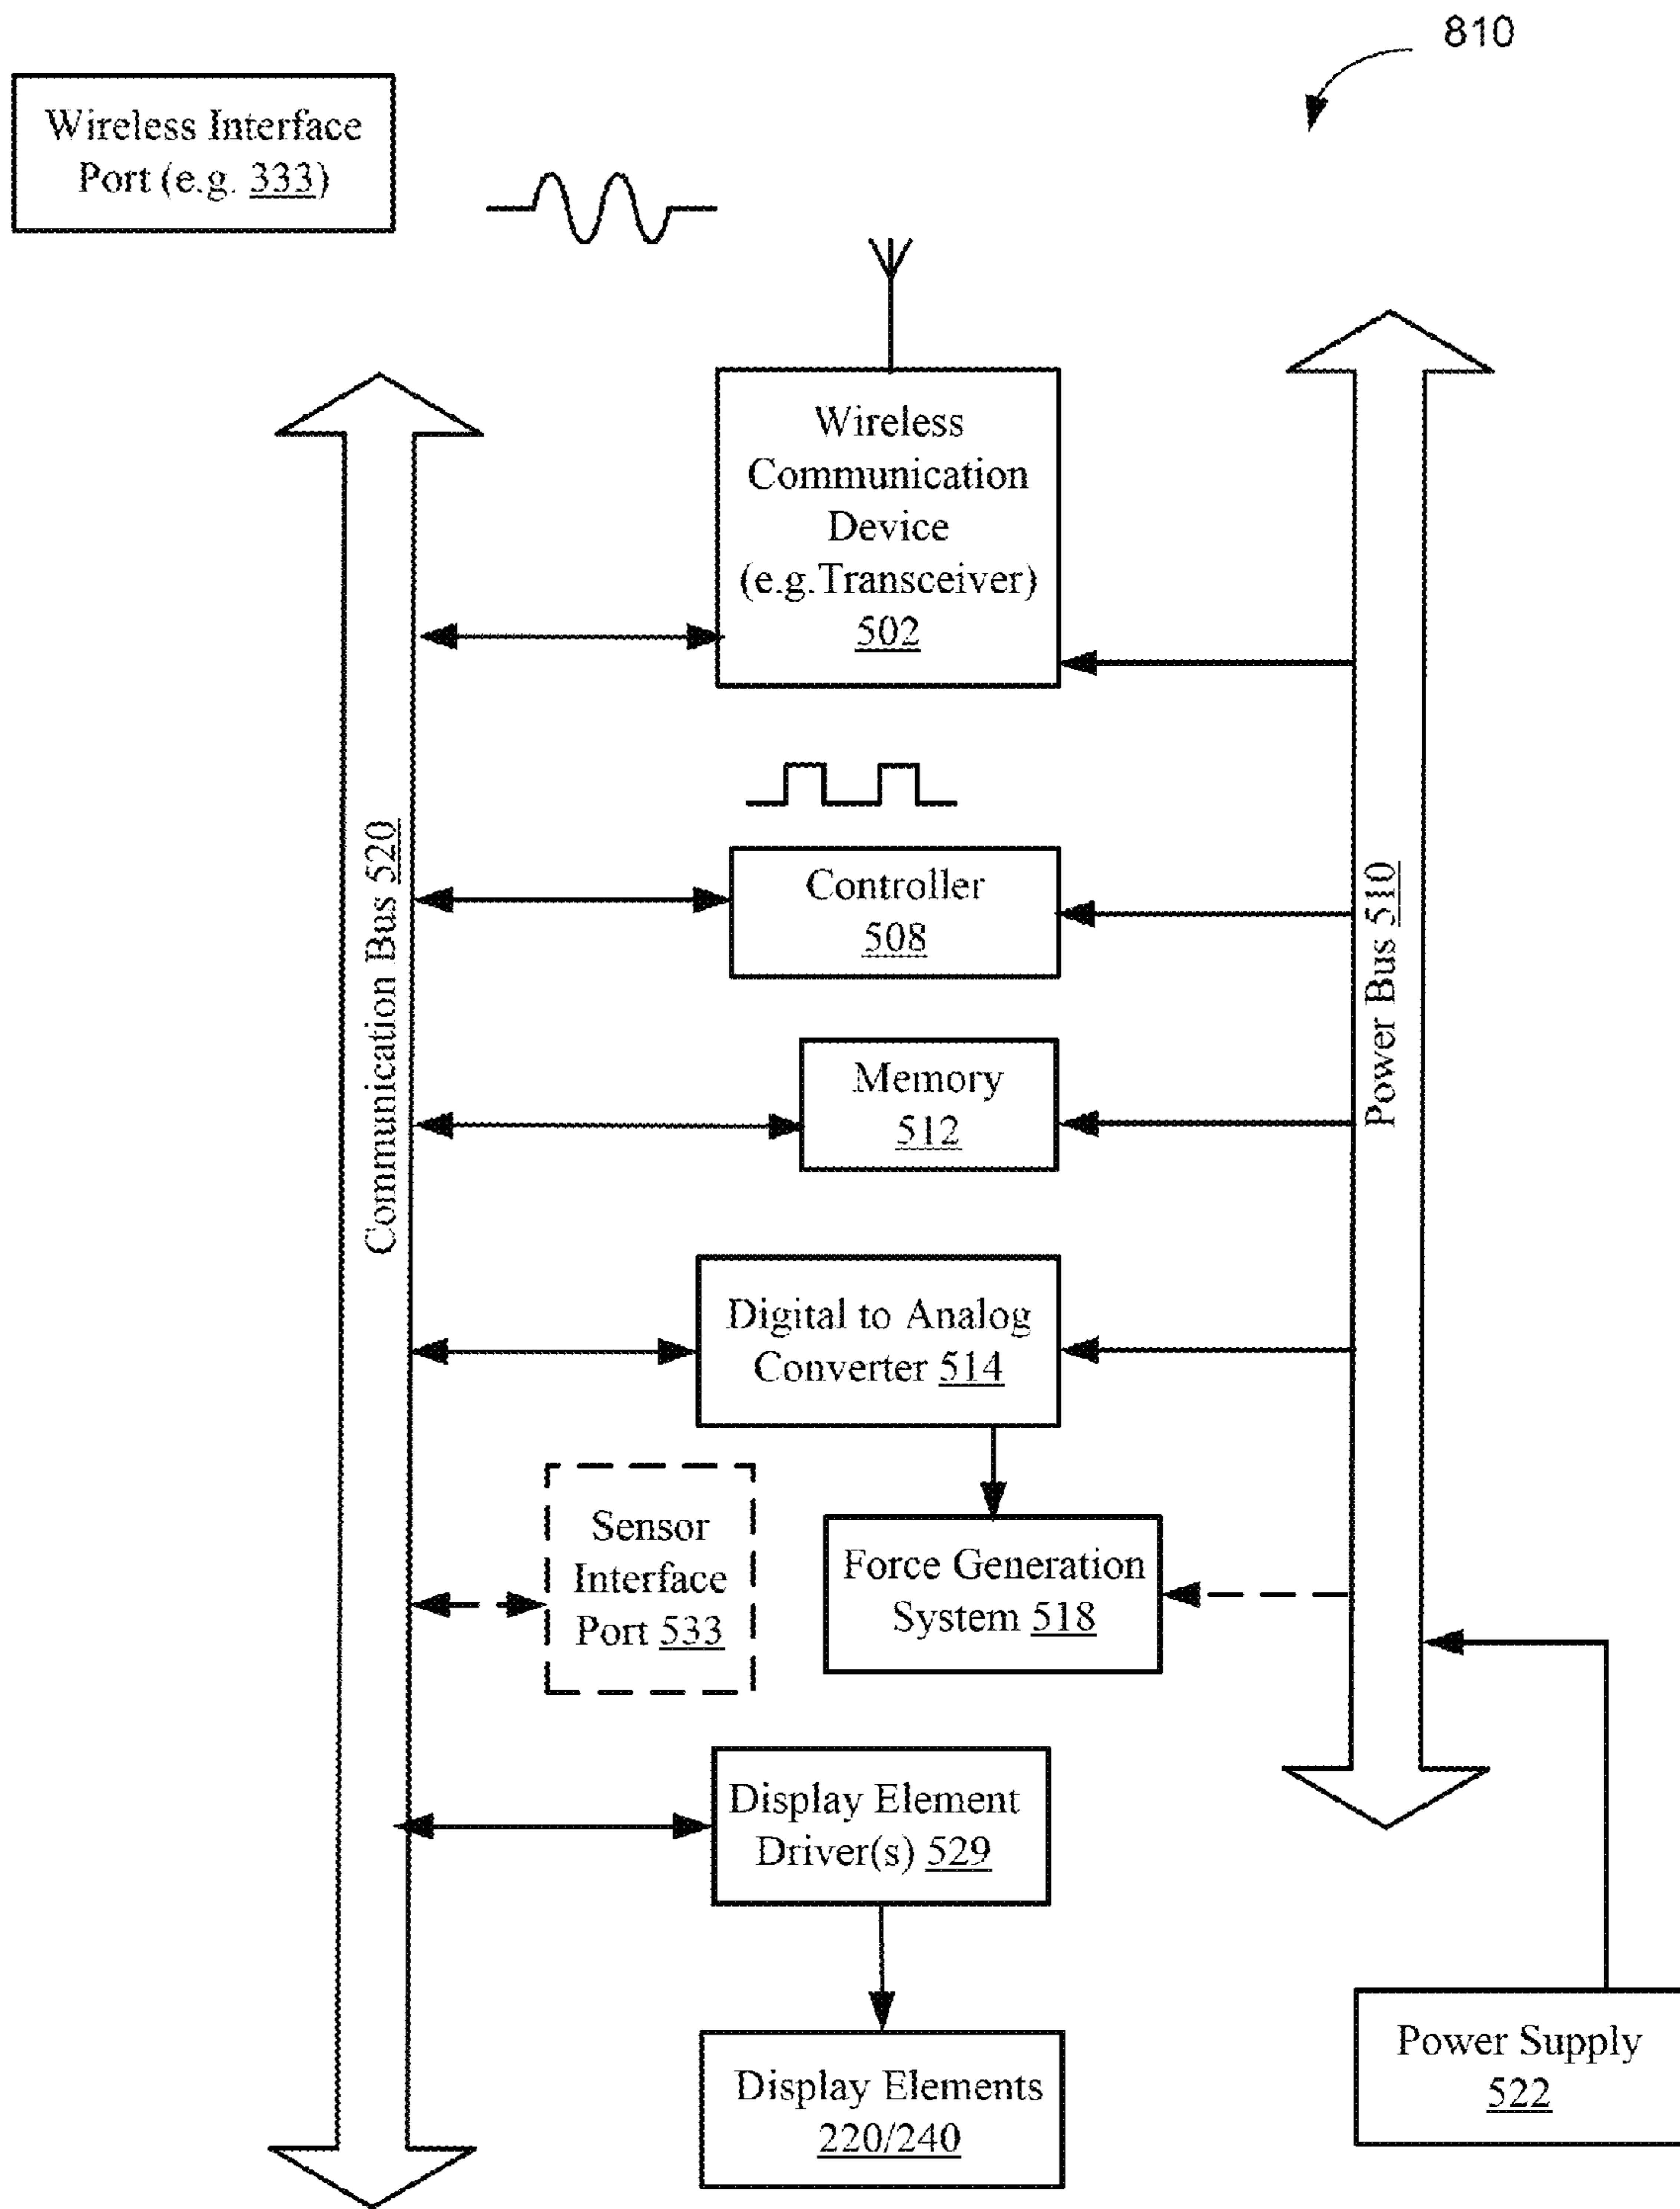 810
Wireless Interface
Port (e.g. 333)
Wireless
Communication
Device
(e.g.Transceiver)
502
Communication Bus 520
Power Bus 510
Controller
508
Memory
512
Digital to Analog
Converter 514
Sensor
Interface
Port 533
Force Generation
System 518
Display Element
Driver(s) 529
Display Elements
220/240
Power Supply
522